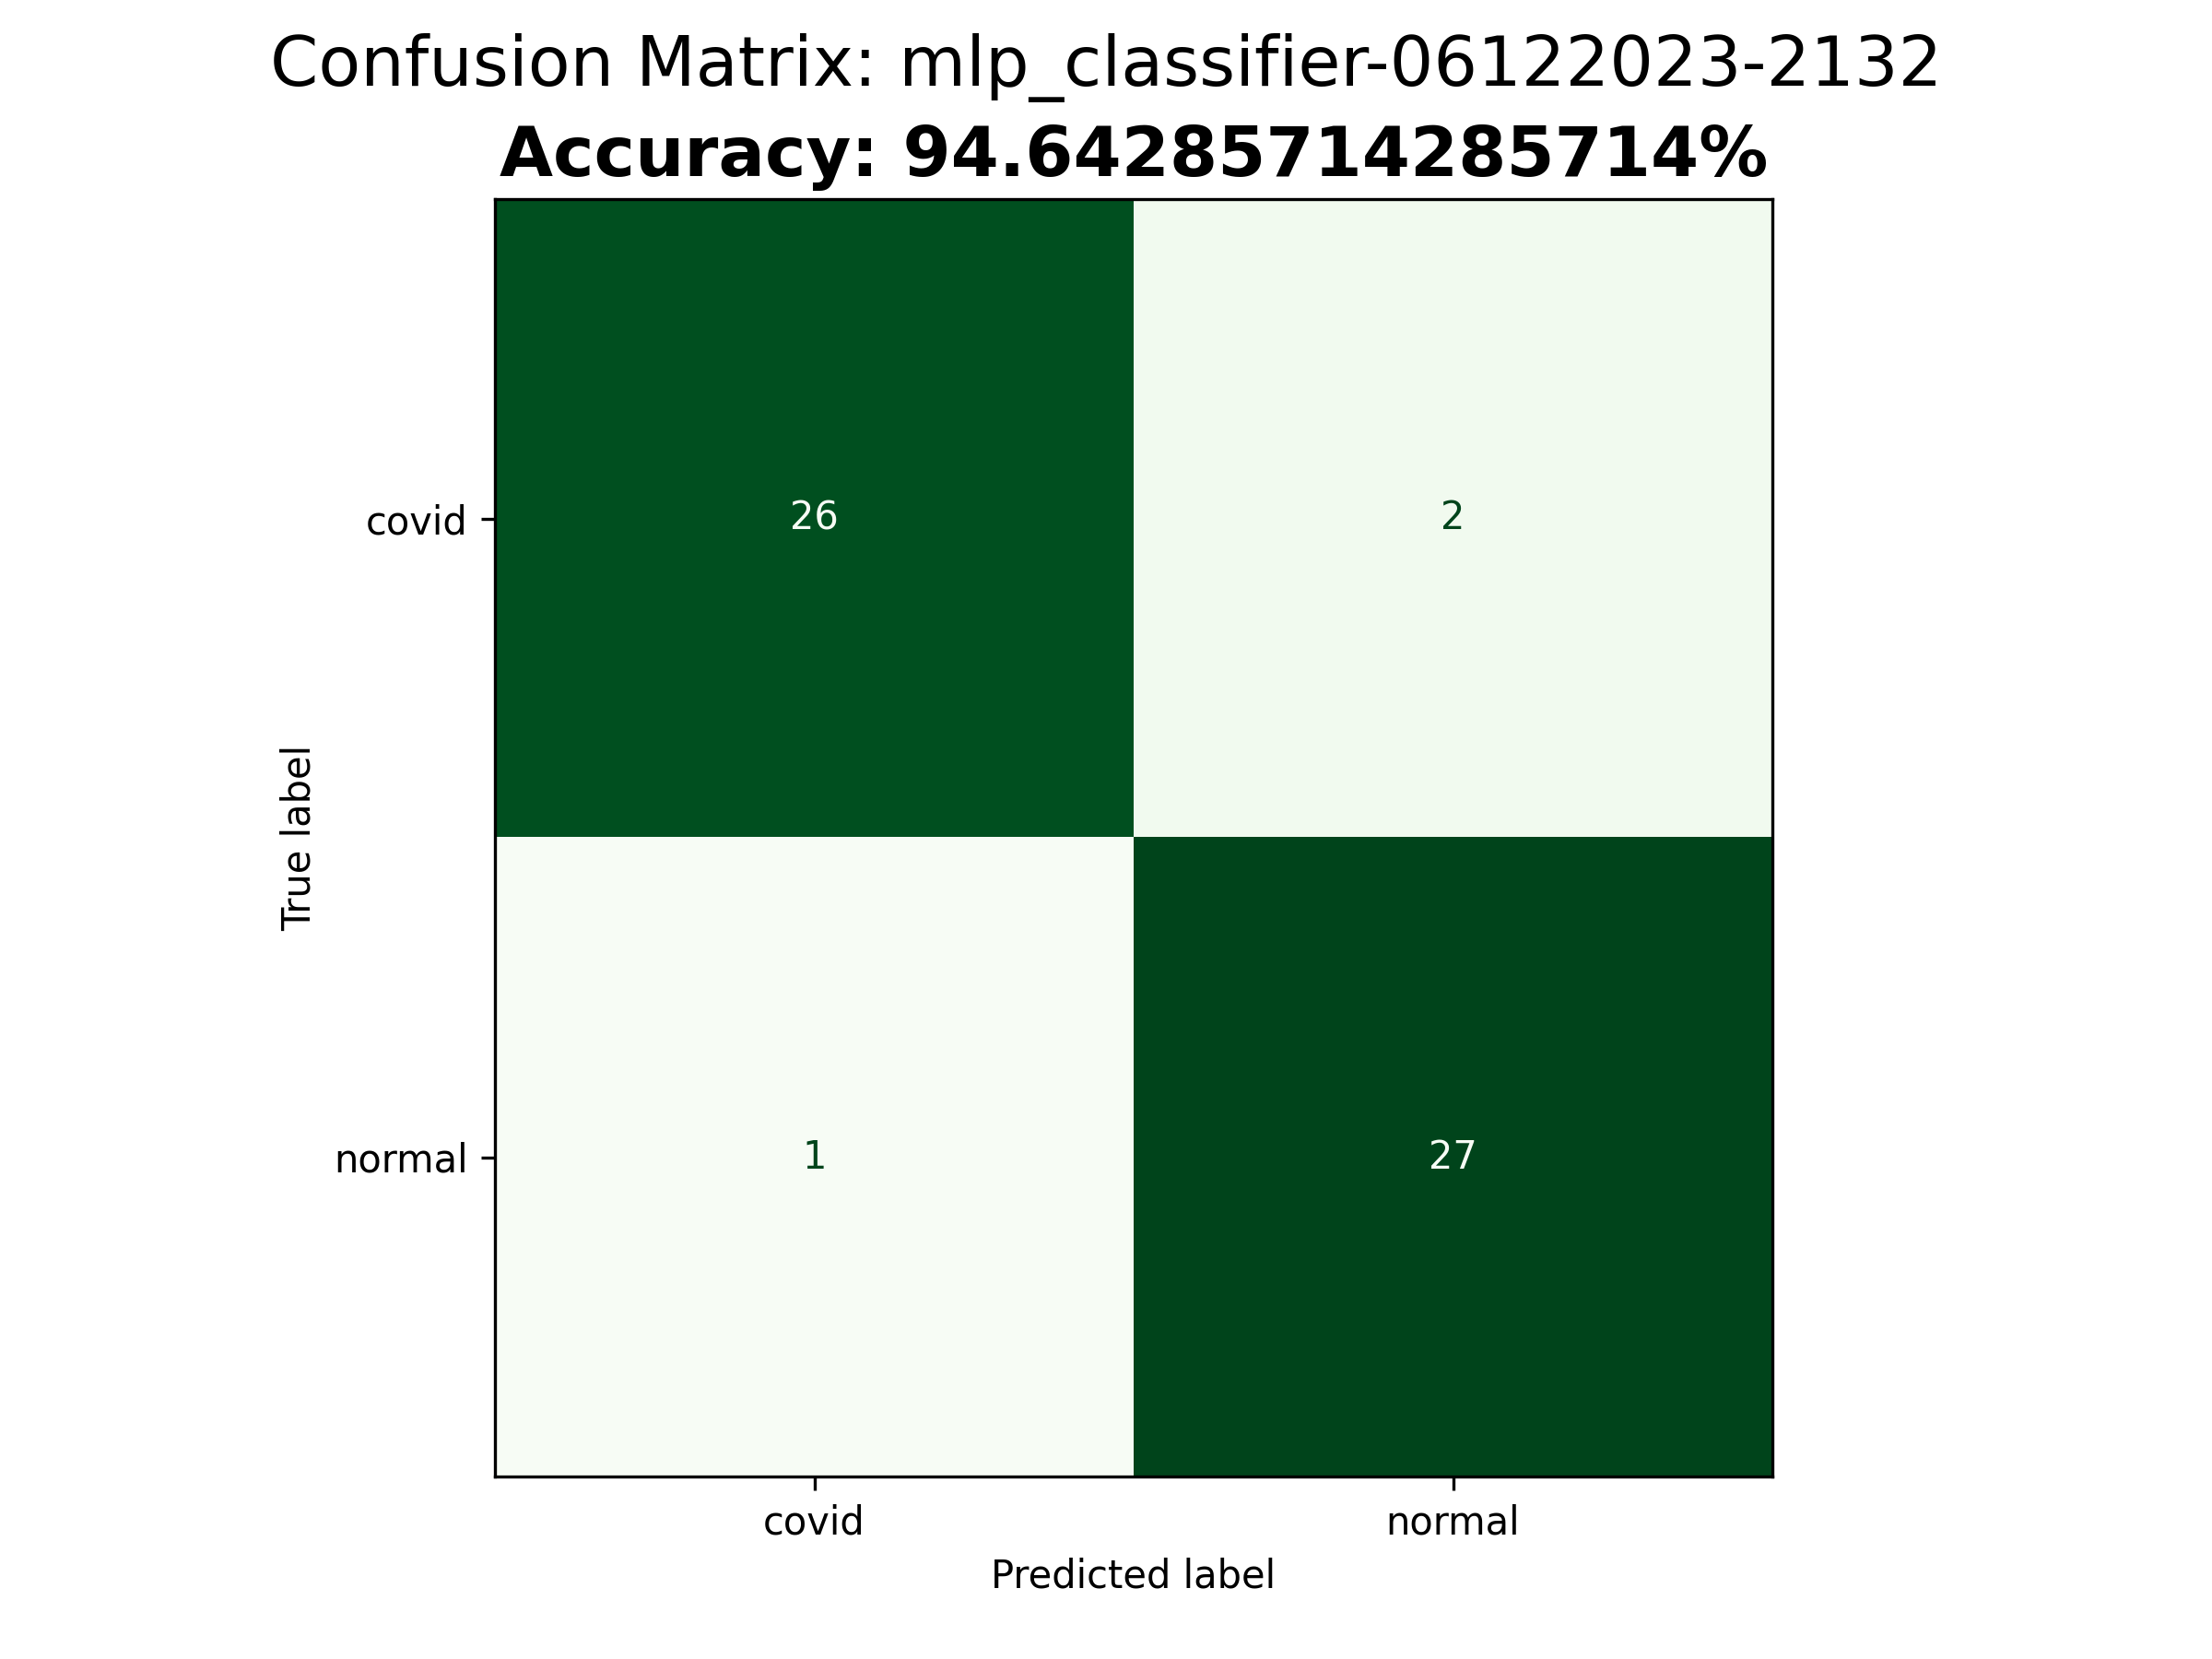 Confusion Matrix: mlp_classifier-06122023-2132
Accuracy: 94.64285714285714%
covid
26
2
True label
normal
1
27
covid
normal
Predicted label